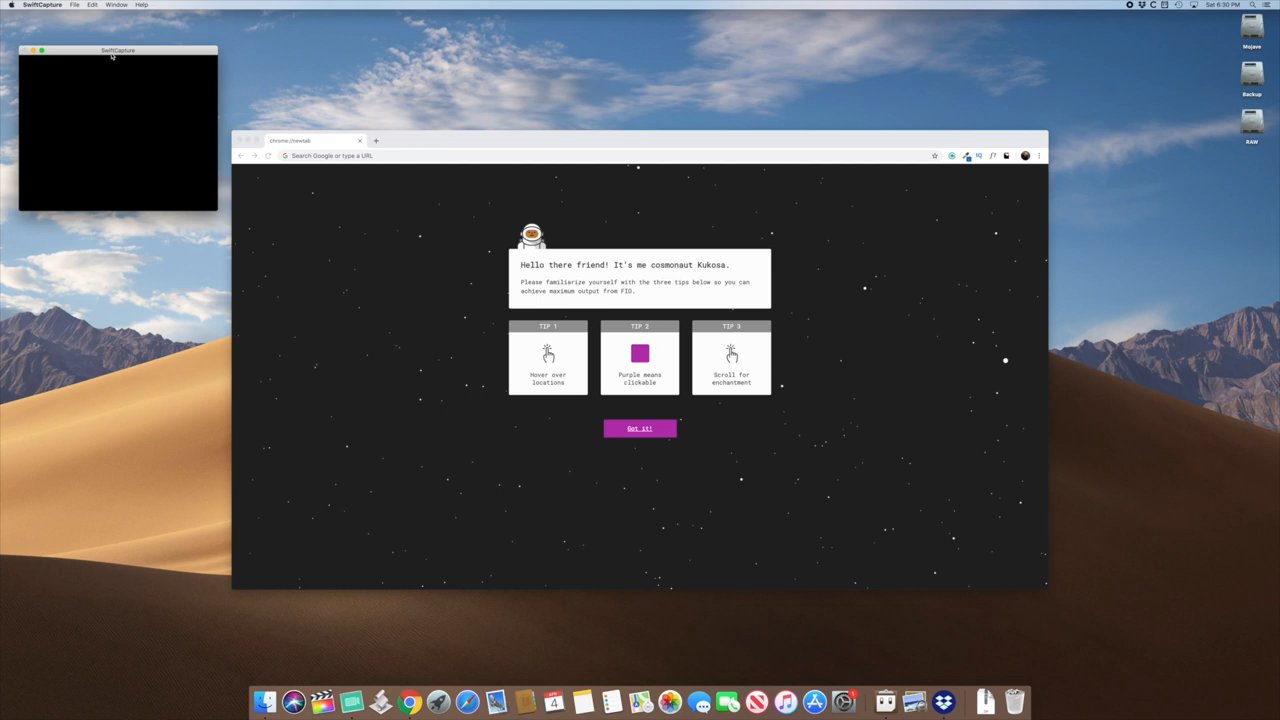 SwiftCapture File Edit Window Help
Sat 6:30 PM
SwiftCapture
Mojave
Backup
RAW
chrome://newtab
Search Google or type a URL
Hello there friend! It's me cosmonaut Kukosa.
Please familiarize yourself with the three tips below so you can
achieve maximum output from FIO.
TIP 1
Hover over
locations
TIP 2
Purple means
clickable
TIP 3
Scroll for
enchantment
Got it!
4